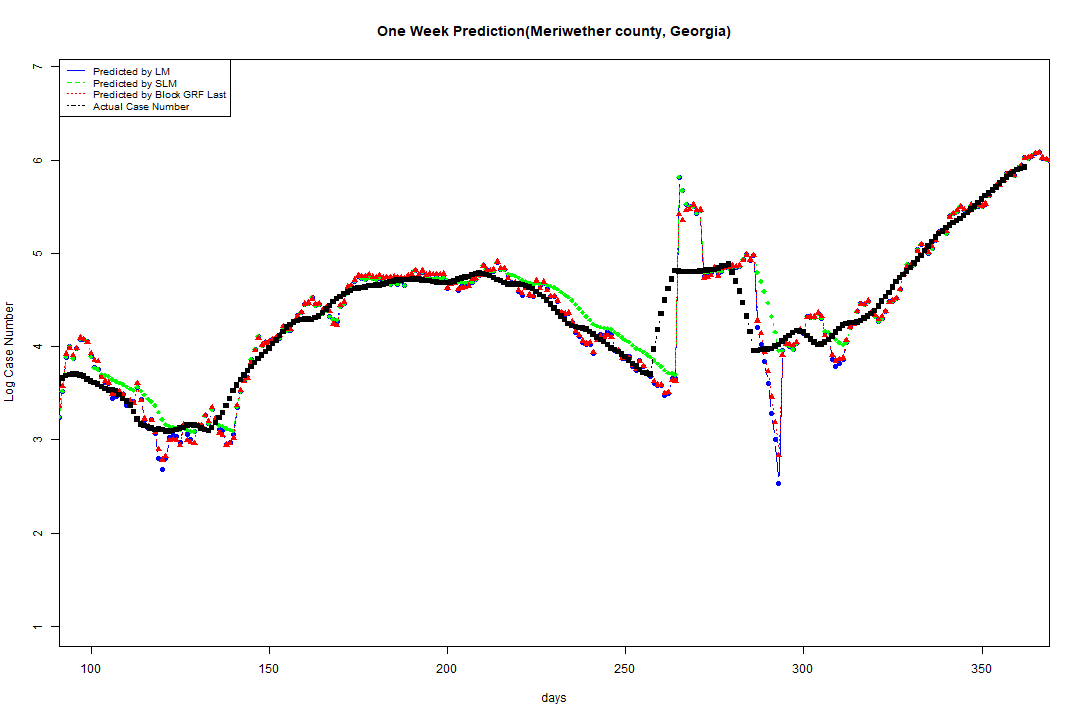 One Week Prediction(Meriwether county, Georgia)
Predicted by LM
Predicted by SLM
Predicted by Block GRF Last
Actual Case Number
7
6
5
4
3
2
1
Log Case Number
100 150 200 250 300 350
days